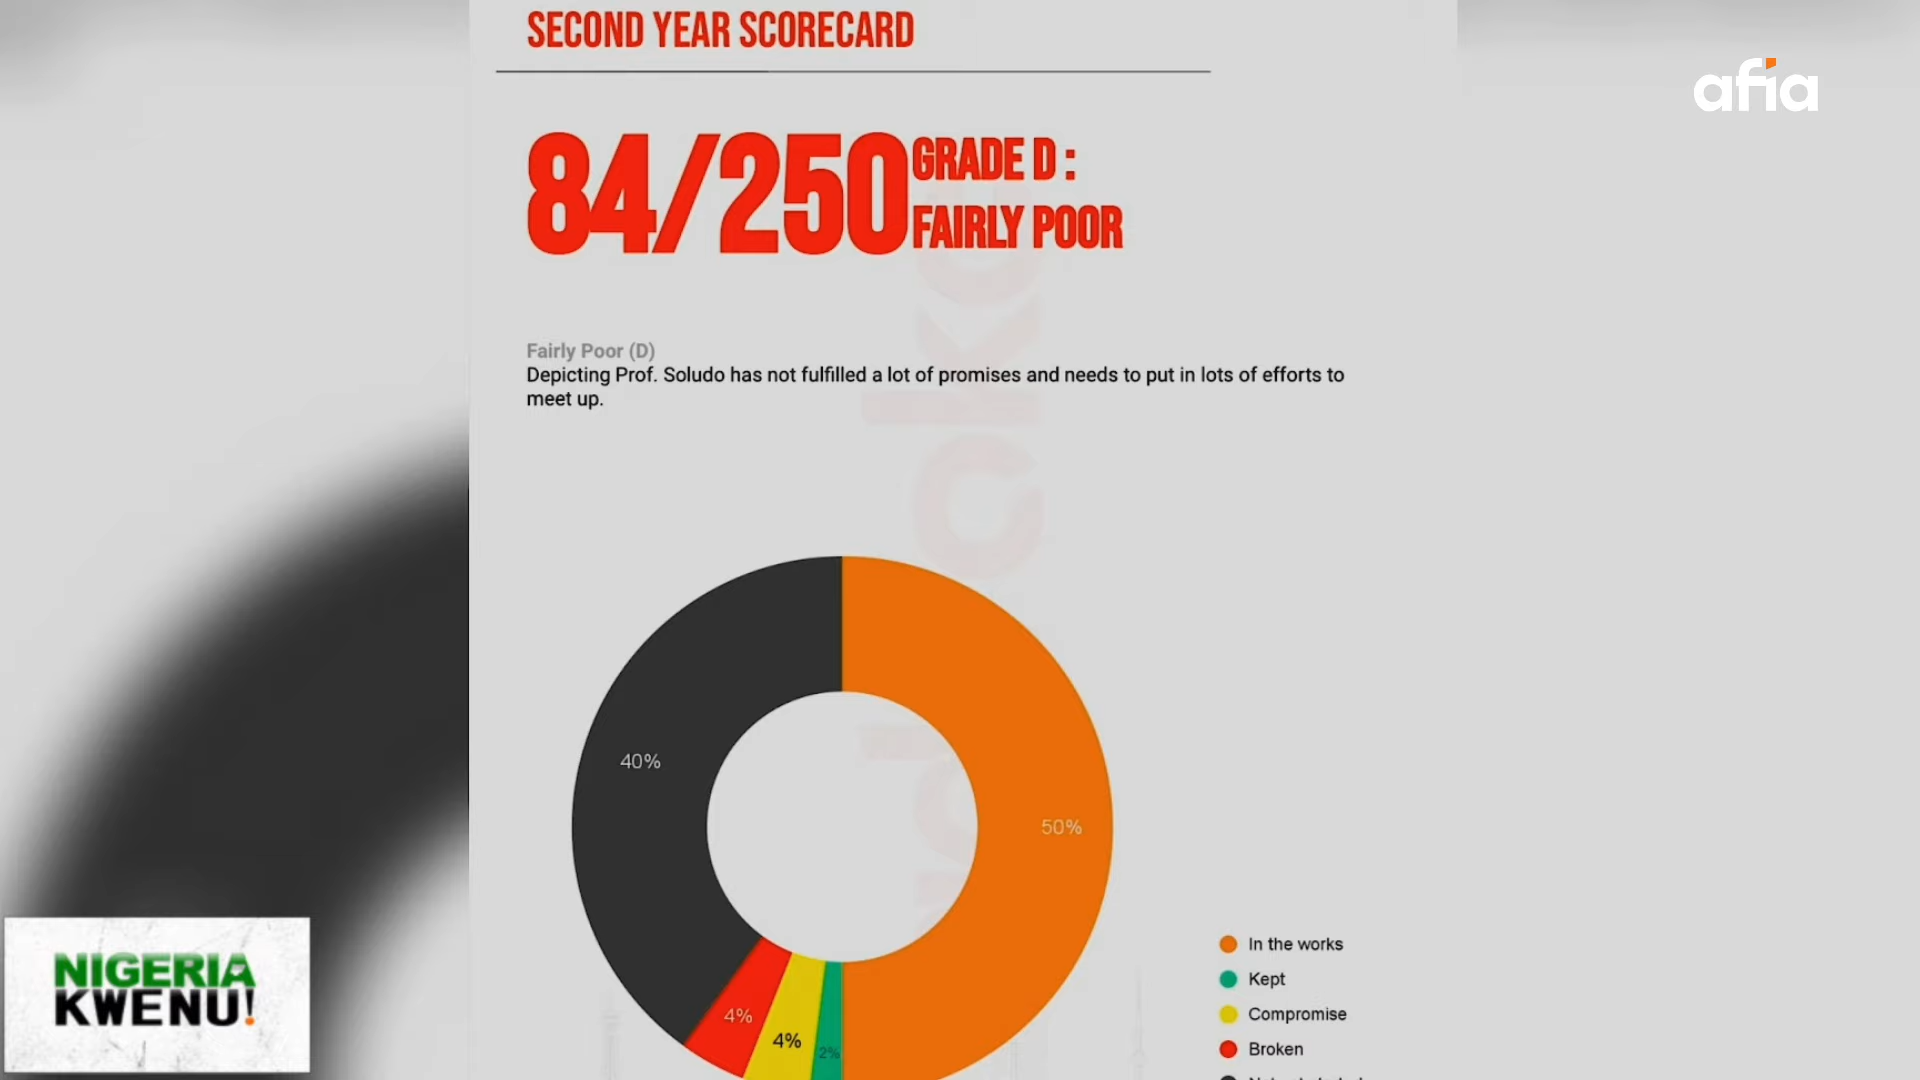 SECOND YEAR SCORECARD
afia
84/250
GRADE D :
FAIRLY POOR
Fairly Poor (D)
Depicting Prof. Soludo has not fulfilled a lot of promises and needs to put in lots of efforts to
meet up.
40%
50%
4%
4%
2%
In the works
Kept
Compromise
Broken
NIGERIA
KWENU!